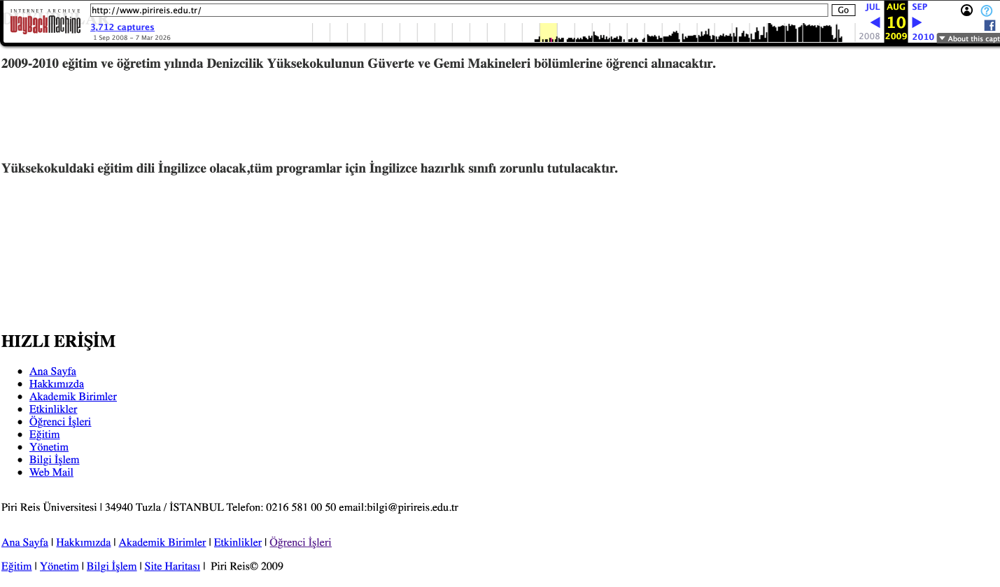 INTERNET ARCHIVE
WayBackMachine
http://www.pirireis.edu.tr/
Go
3,712 captures
1 Sep 2008 – 7 Mar 2026
JUL AUG SEP
10
2008 2009 2010
About this capt
2009-2010 eğitim ve öğretim yılında Denizcilik Yüksekokulunun Güverte ve Gemi Makineleri bölümlerine öğrenci alınacaktır.
Yüksekokuldaki eğitim dili İngilizce olacak,tüm programlar için İngilizce hazırlık sınıfı zorunlu tutulacaktır.
HIZLI ERİŞİM
Ana Sayfa
Hakkımızda
Akademik Birimler
Etkinlikler
Öğrenci İşleri
Eğitim
Yönetim
Bilgi İşlem
Web Mail
Piri Reis Üniversitesi | 34940 Tuzla / İSTANBUL Telefon: 0216 581 00 50 email:bilgi@pirireis.edu.tr
Ana Sayfa | Hakkımızda | Akademik Birimler | Etkinlikler | Öğrenci İşleri
Eğitim | Yönetim | Bilgi İşlem | Site Haritası | Piri Reis© 2009